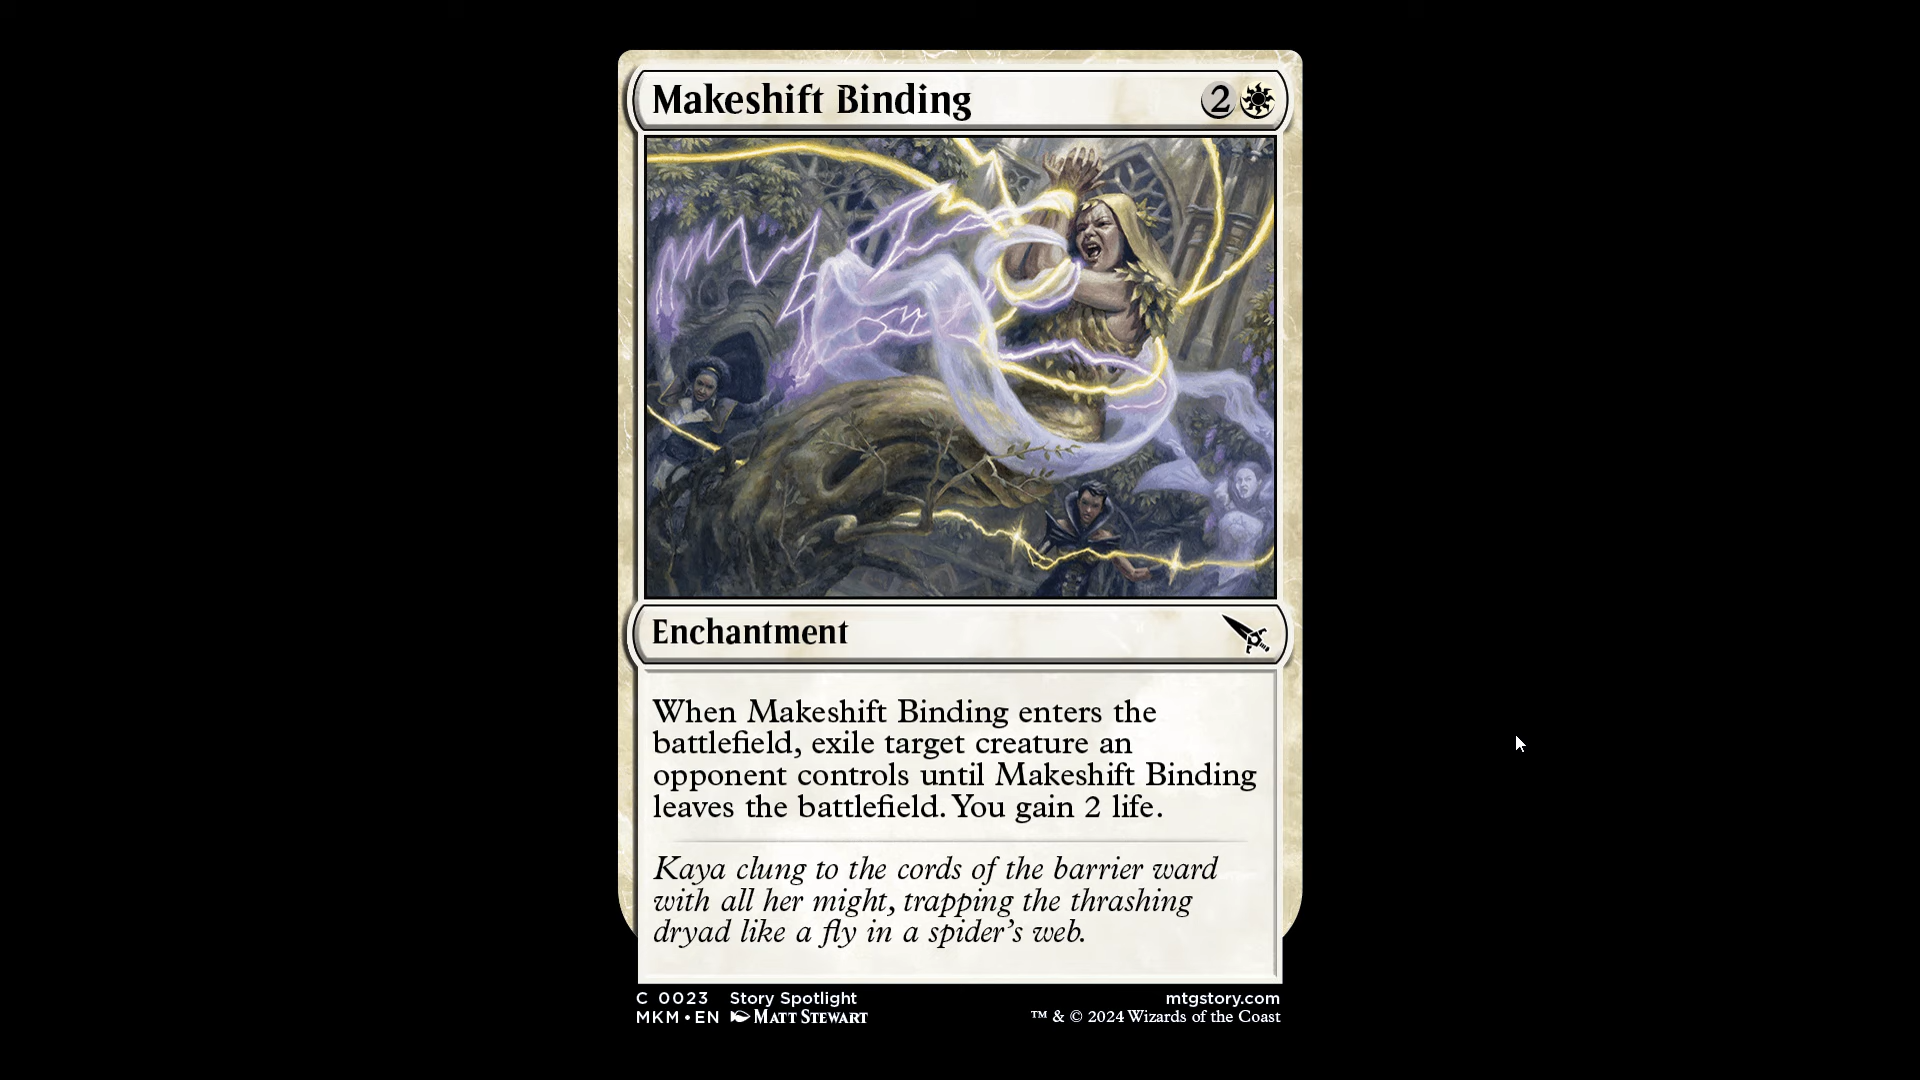 Makeshift Binding 2
Enchantment
When Makeshift Binding enters the
battlefield, exile target creature an
opponent controls until Makeshift Binding
leaves the battlefield. You gain 2 life.
Kaya clung to the cords of the barrier ward
with all her might, trapping the thrashing
dryad like a fly in a spider's web.
C 0023 Story Spotlight mtgstory.com
MKM • EN MATT STEWART ™ & © 2024 Wizards of the Coast